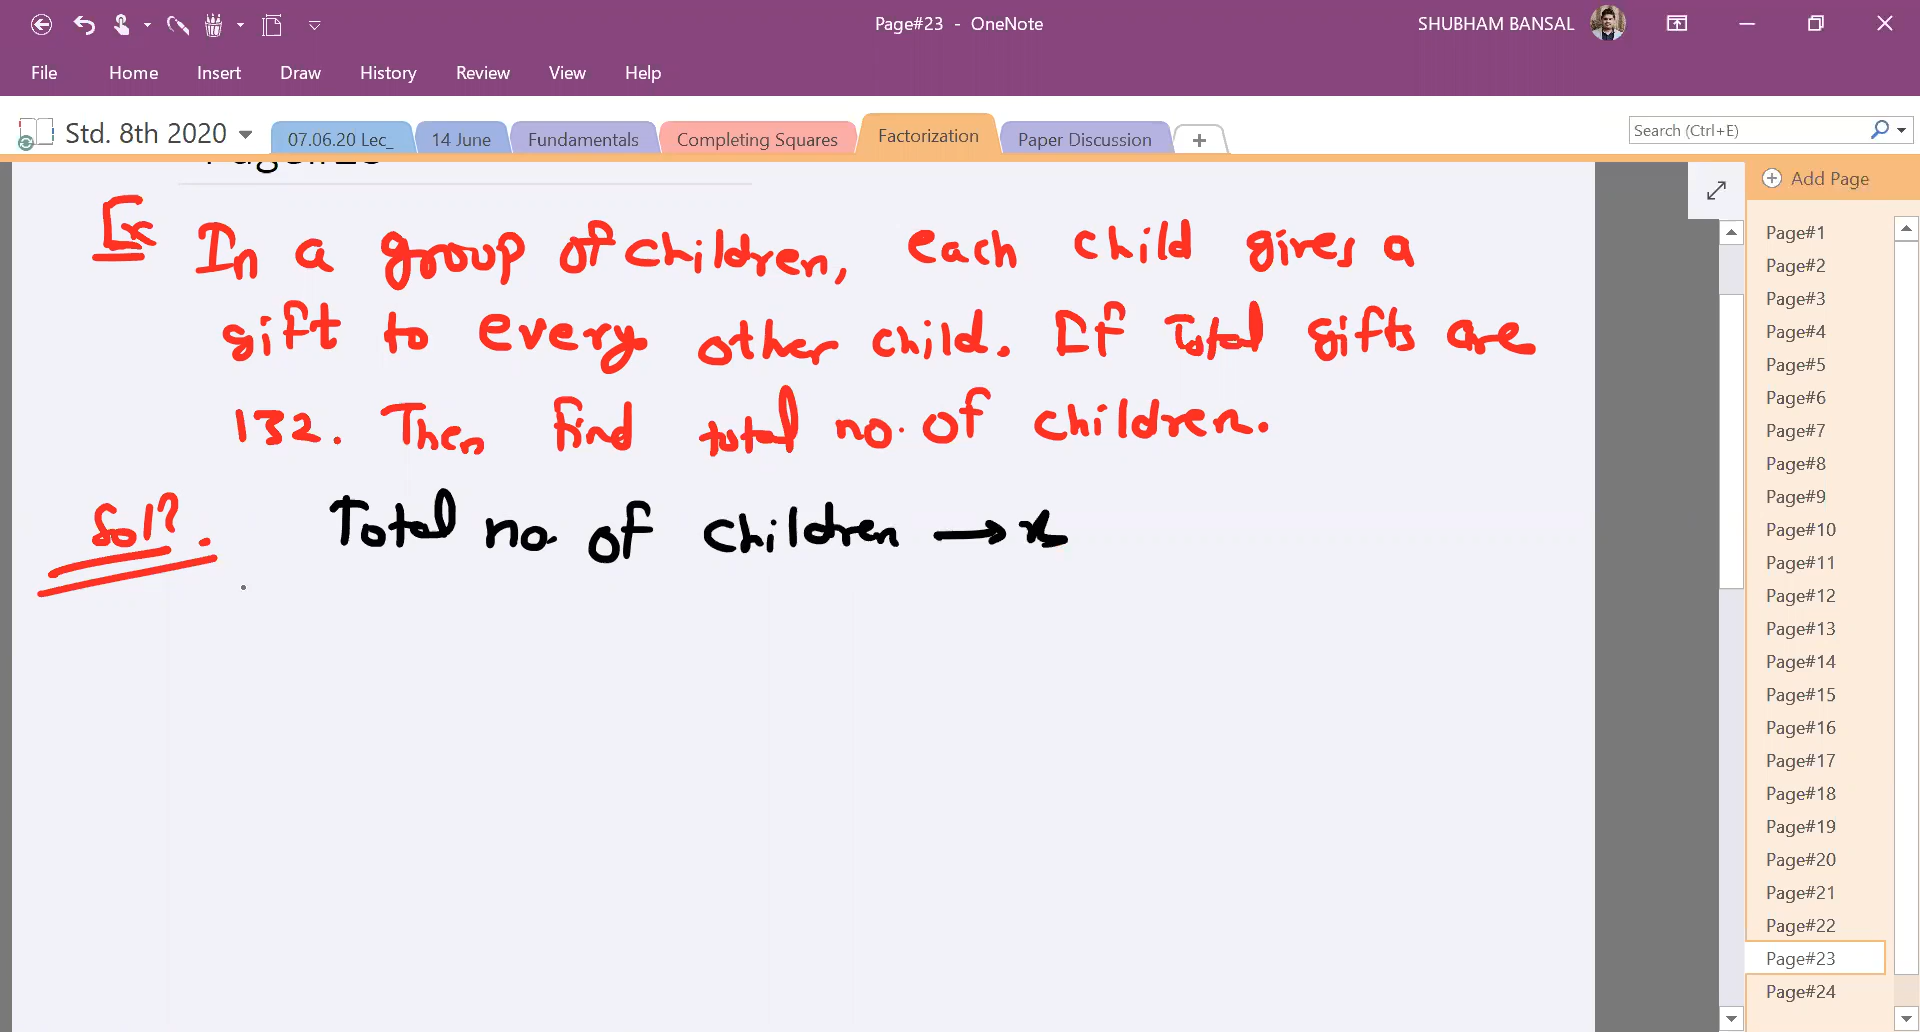 Page#23 - OneNote
SHUBHAM BANSAL
File Home Insert Draw History Review View Help
Std. 8th 2020
07.06.20 Lec_
14 June
Fundamentals
Completing Squares
Factorization
Paper Discussion
+
Search (Ctrl+E)
Page#23
Ex In a group of children, each child gives a
gift to every other child. If Total gifts are
132. Then find total no. of children.
Soln. Total no. of children → x
Add Page
Page#1
Page#2
Page#3
Page#4
Page#5
Page#6
Page#7
Page#8
Page#9
Page#10
Page#11
Page#12
Page#13
Page#14
Page#15
Page#16
Page#17
Page#18
Page#19
Page#20
Page#21
Page#22
Page#23
Page#24